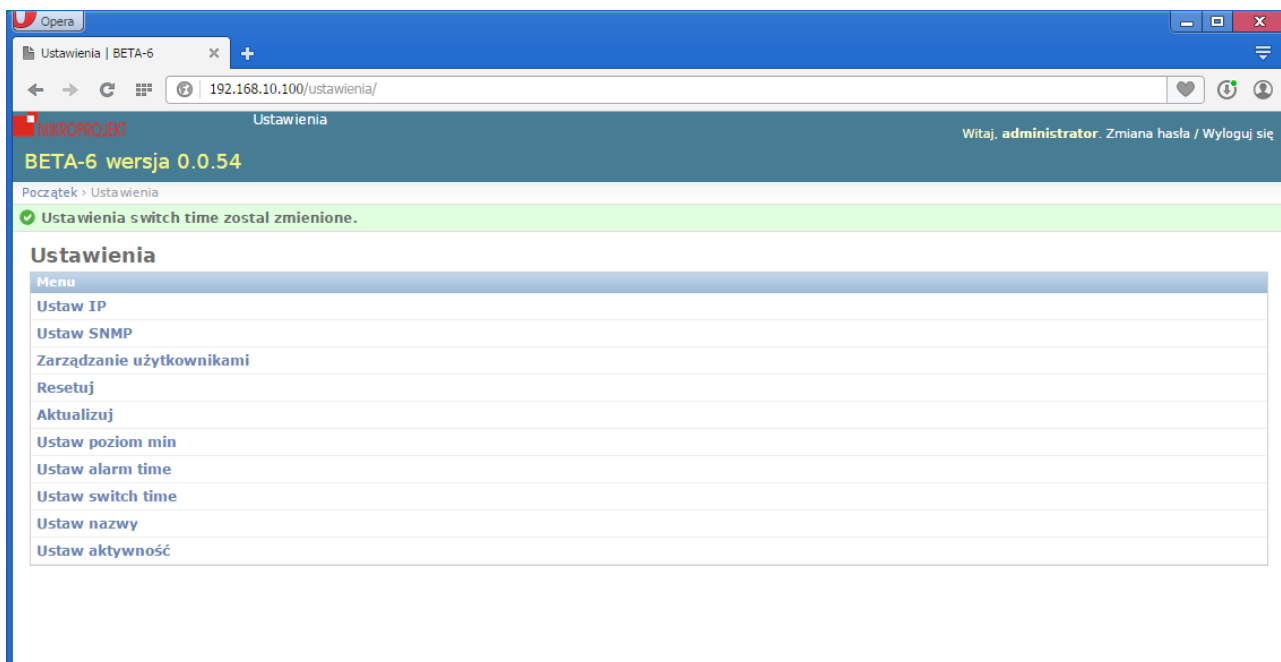 Opera
Ustawienia | BETA-6
192.168.10.100/ustawienia/
MIKROPROJEKT
Ustawienia
Witaj, administrator. Zmiana hasła / Wyloguj się
BETA-6 wersja 0.0.54
Początek › Ustawienia
Ustawienia switch time zostal zmienione.
Ustawienia
Menu
Ustaw IP
Ustaw SNMP
Zarządzanie użytkownikami
Resetuj
Aktualizuj
Ustaw poziom min
Ustaw alarm time
Ustaw switch time
Ustaw nazwy
Ustaw aktywność